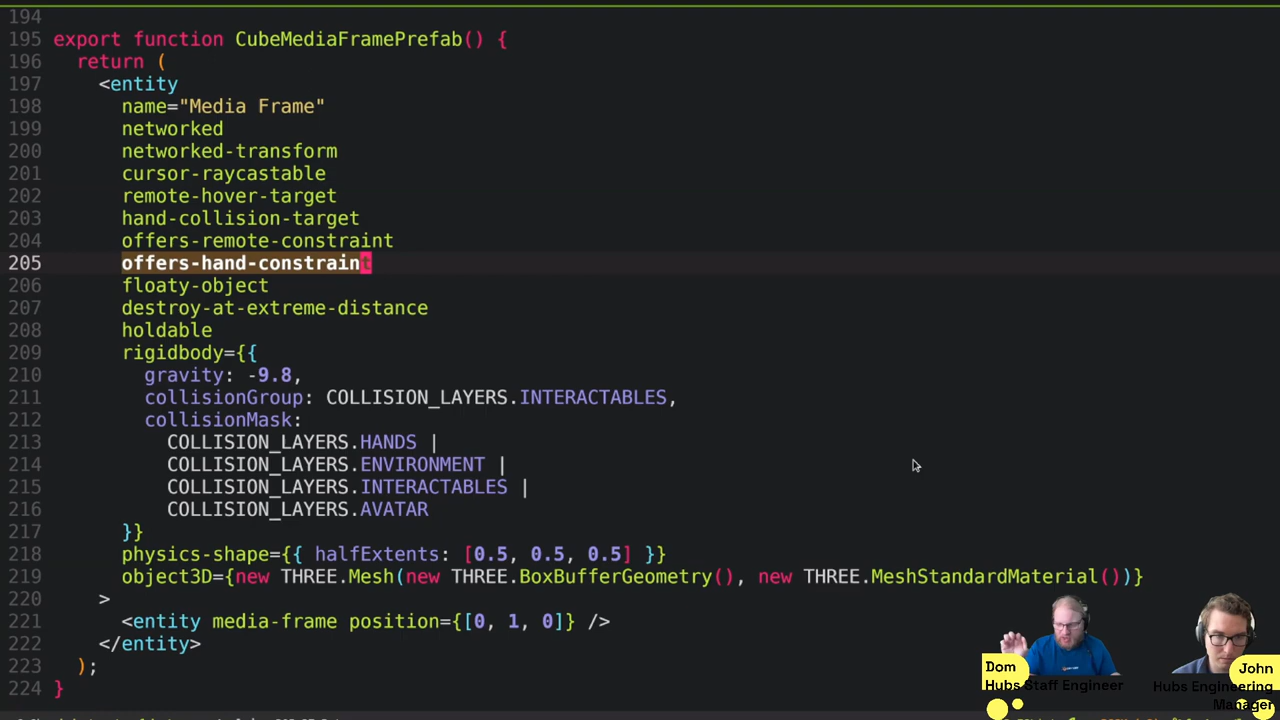 194
195 export function CubeMediaFramePrefab() {
196   return (
197     <entity
198       name="Media Frame"
199       networked
200       networked-transform
201       cursor-raycastable
202       remote-hover-target
203       hand-collision-target
204       offers-remote-constraint
205       offers-hand-constraint
206       floaty-object
207       destroy-at-extreme-distance
208       holdable
209       rigidbody={{
210         gravity: -9.8,
211         collisionGroup: COLLISION_LAYERS.INTERACTABLES,
212         collisionMask:
213           COLLISION_LAYERS.HANDS |
214           COLLISION_LAYERS.ENVIRONMENT |
215           COLLISION_LAYERS.INTERACTABLES |
216           COLLISION_LAYERS.AVATAR
217       }}
218       physics-shape={{ halfExtents: [0.5, 0.5, 0.5] }}
219       object3D={new THREE.Mesh(new THREE.BoxBufferGeometry(), new THREE.MeshStandardMaterial())}
220     >
221       <entity media-frame position={[0, 1, 0]} />
222     </entity>
223   );
224 }
Dom
Hubs Staff Engineer
John
Hubs Engineering
Manager